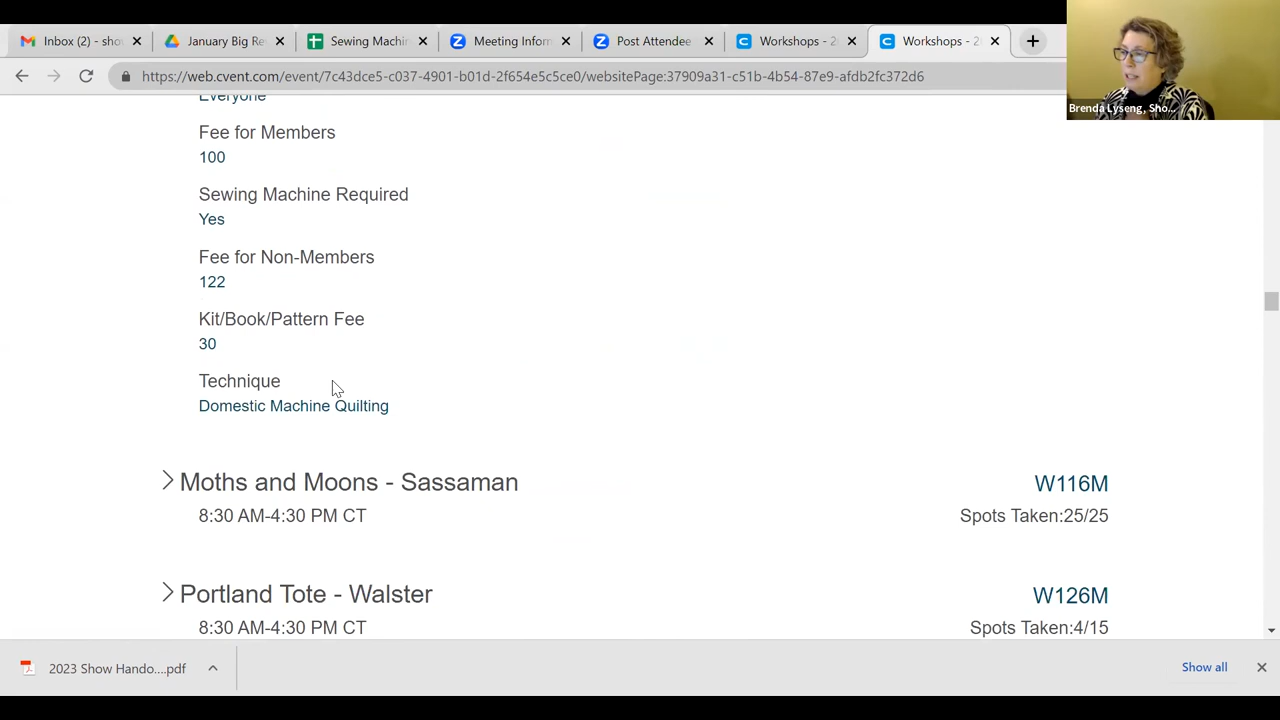 Inbox (2) - sho
January Big Re
Sewing Machin
Meeting Inform
Post Attendee
Workshops - 2
Workshops - 2
https://web.cvent.com/event/7c43dce5-c037-4901-b01d-2f654e5c5ce0/websitePage:37909a31-c51b-4b54-87e9-afdb2fc372d6
Brenda Lyseng, Sho...
Everyone
Fee for Members
100
Sewing Machine Required
Yes
Fee for Non-Members
122
Kit/Book/Pattern Fee
30
Technique
Domestic Machine Quilting
Moths and Moons - Sassaman
W116M
8:30 AM-4:30 PM CT
Spots Taken:25/25
Portland Tote - Walster
W126M
8:30 AM-4:30 PM CT
Spots Taken:4/15
2023 Show Hando....pdf
Show all